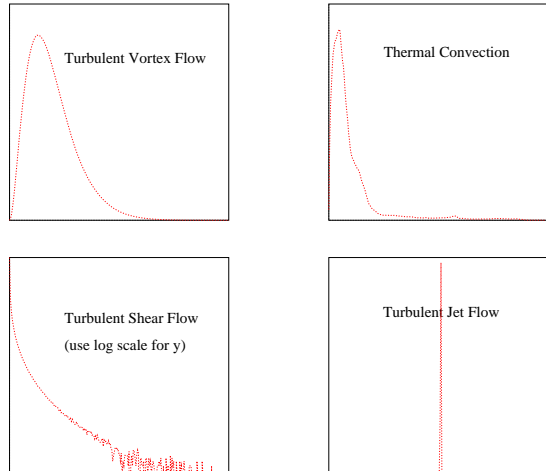 Turbulent Vortex Flow
Thermal Convection
Turbulent Shear Flow
(use log scale for y)
Turbulent Jet Flow